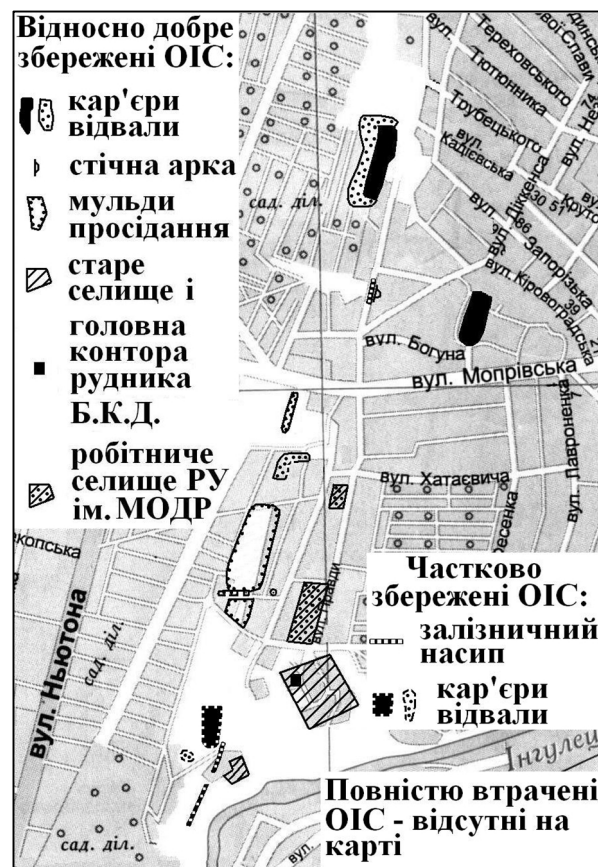 Відносно добре
збережені ОІС:
кар'єри
відвали
стічна арка
мульди
просідання
старе
селище і
головна
контора
рудника
Б.К.Д.
робітниче
селище РУ
ім. МОДР
Тереховського
вул. Тютюнника
Трубецького
вул. Кадієвська
вул. Діккенса
Запорізька
вул. Кіровоградська
сад. діл.
вул. Богуна
вул. Мопрівська
вул. Лавроненка
вул. Хатаєвича
вул. Правди
вул. Ньютона
сад. діл.
Частково
збережені ОІС:
залізничний
насип
кар'єри
відвали
Інгулец
Повністю втрачені
ОІС - відсутні на
карті
сад. діл.
вул.